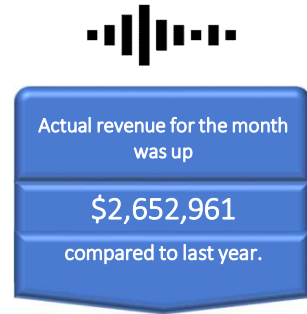 Actual revenue for the month
was up
$2,652,961
compared to last year.